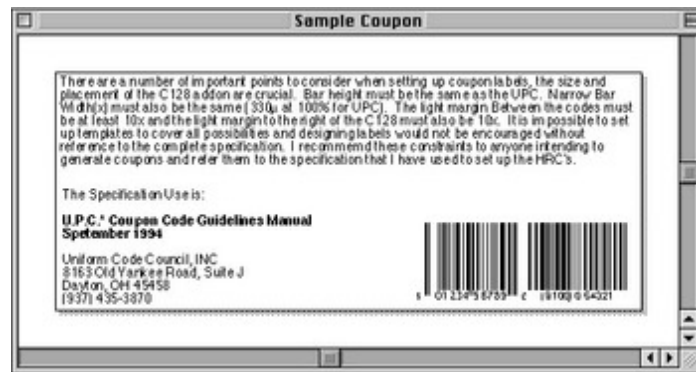 Sample Coupon
There are a number of important points to consider when setting up coupon labels, the size and
placement of the C128 addon are crucial. Bar height must be the same as the UPC. Narrow Bar
Width(x) must also be the same ( 330µ at 100% for UPC). The light margin Between the codes must
be at least 10x and the light margin to the right of the C128 must also be 10x. It is impossible to set
up templates to cover all possibilities and designing labels would not be encouraged without
reference to the complete specification. I recommemd these constraints to anyone intending to
generate coupons and refer them to the specification that I have used to set up the HRC's.
The Specification Use is:
U.P.C.* Coupon Code Guidelines Manual
Spetember 1994
Uniform Code Council, INC
8163 Old Yankee Road, Suite J
Dayton, OH 45458
(937) 435-3870